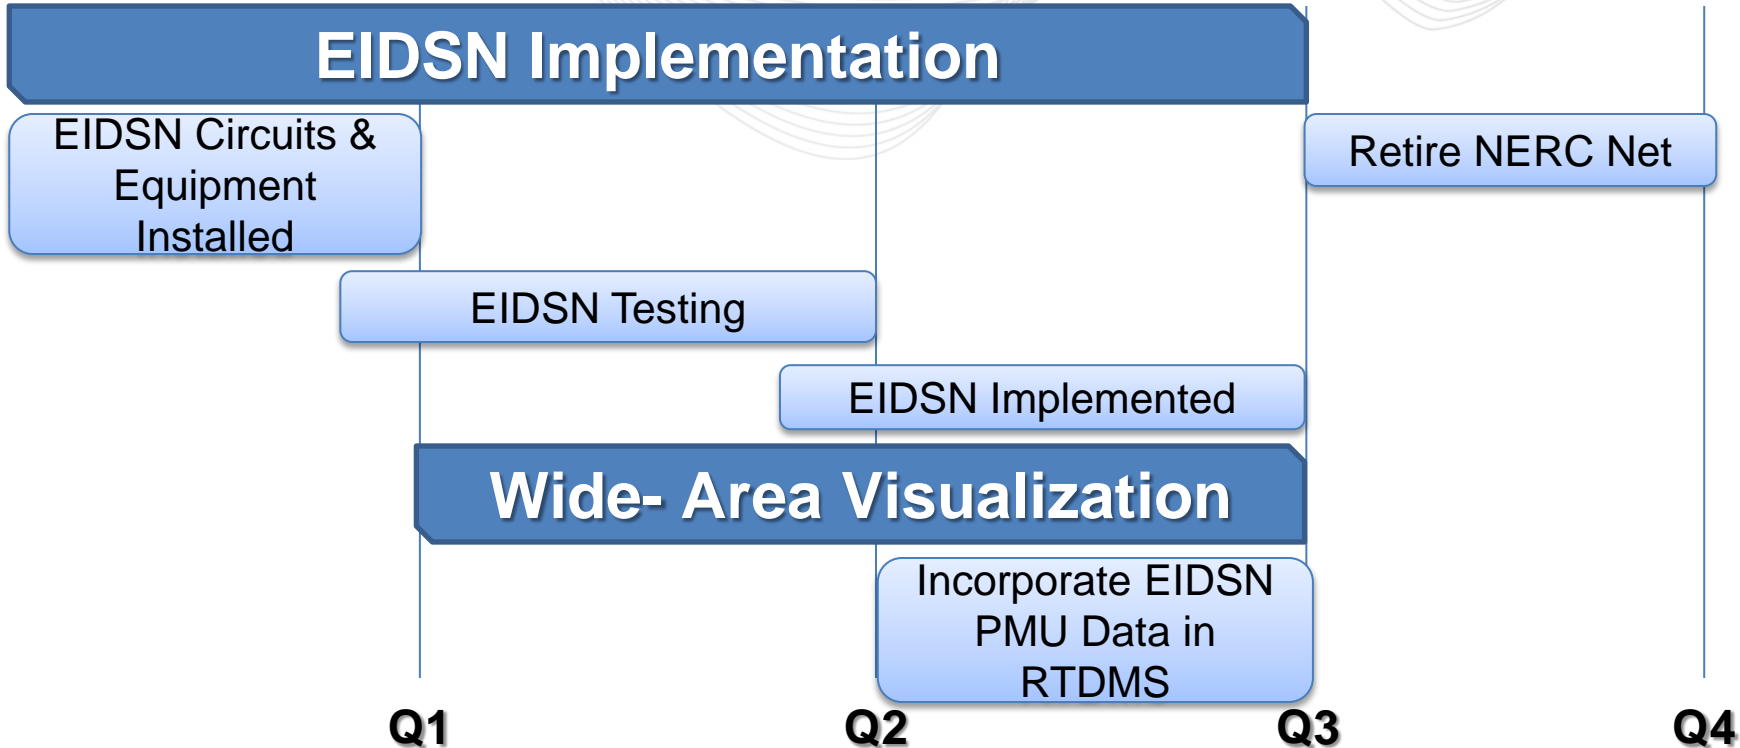 EIDSN Implementation
EIDSN Circuits &
Equipment
Installed
Retire NERC Net
EIDSN Testing
EIDSN Implemented
Wide- Area Visualization
Incorporate EIDSN
PMU Data in
RTDMS
Q1
Q2
Q3
Q4